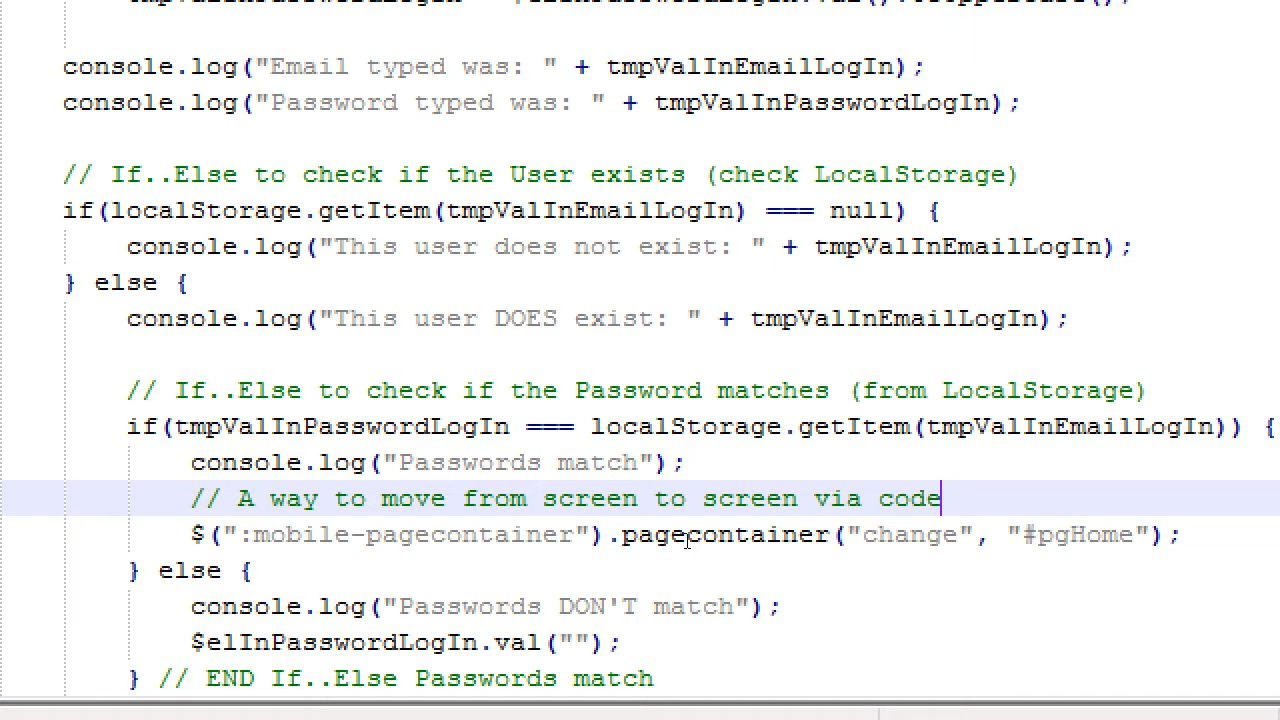 console.log("Email typed was: " + tmpValInEmailLogIn);
console.log("Password typed was: " + tmpValInPasswordLogIn);
// If..Else to check if the User exists (check LocalStorage)
if(localStorage.getItem(tmpValInEmailLogIn) === null) {
console.log("This user does not exist: " + tmpValInEmailLogIn);
} else {
console.log("This user DOES exist: " + tmpValInEmailLogIn);
// If..Else to check if the Password matches (from LocalStorage)
if(tmpValInPasswordLogIn === localStorage.getItem(tmpValInEmailLogIn)) {
console.log("Passwords match");
// A way to move from screen to screen via code
$(":mobile-pagecontainer").pagecontainer("change", "#pgHome");
} else {
console.log("Passwords DON'T match");
$elInPasswordLogIn.val("");
} // END If..Else Passwords match